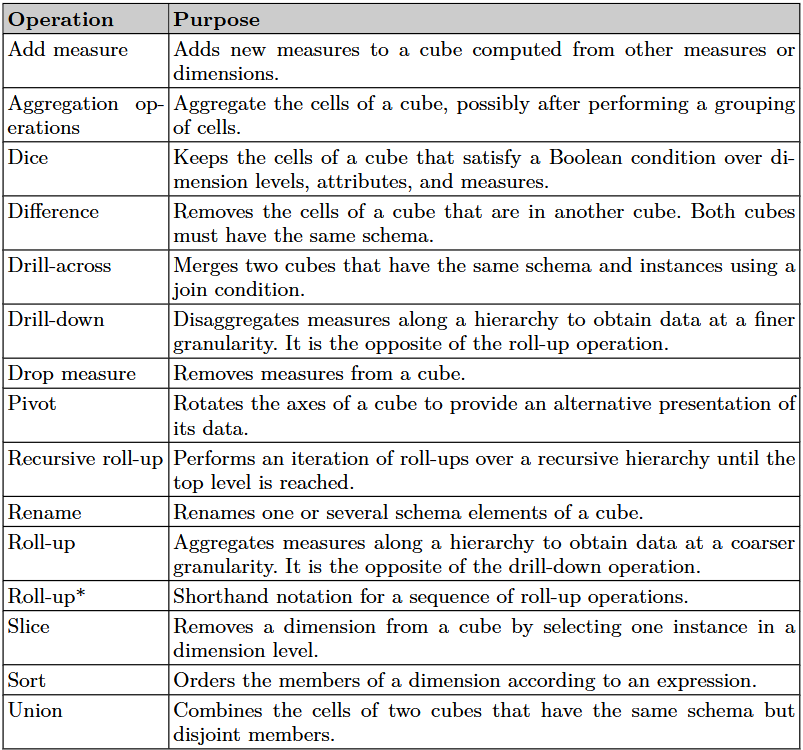 Operation Purpose
Add measure Adds new measures to a cube computed from other measures or
dimensions.
Aggregation op- Aggregate the cells of a cube, possibly after performing a grouping
erations of cells.
Dice Keeps the cells of a cube that satisfy a Boolean condition over di-
mension levels, attributes, and measures.
Difference Removes the cells of a cube that are in another cube. Both cubes
must have the same schema.
Drill-across Merges two cubes that have the same schema and instances using a
join condition.
Drill-down Disaggregates measures along a hierarchy to obtain data at a finer
granularity. It is the opposite of the roll-up operation.
Drop measure Removes measures from a cube.
Pivot Rotates the axes of a cube to provide an alternative presentation of
its data.
Recursive roll-up Performs an iteration of roll-ups over a recursive hierarchy until the
top level is reached.
Rename Renames one or several schema elements of a cube.
Roll-up Aggregates measures along a hierarchy to obtain data at a coarser
granularity. It is the opposite of the drill-down operation.
Roll-up* Shorthand notation for a sequence of roll-up operations.
Slice Removes a dimension from a cube by selecting one instance in a
dimension level.
Sort Orders the members of a dimension according to an expression.
Union Combines the cells of two cubes that have the same schema but
disjoint members.